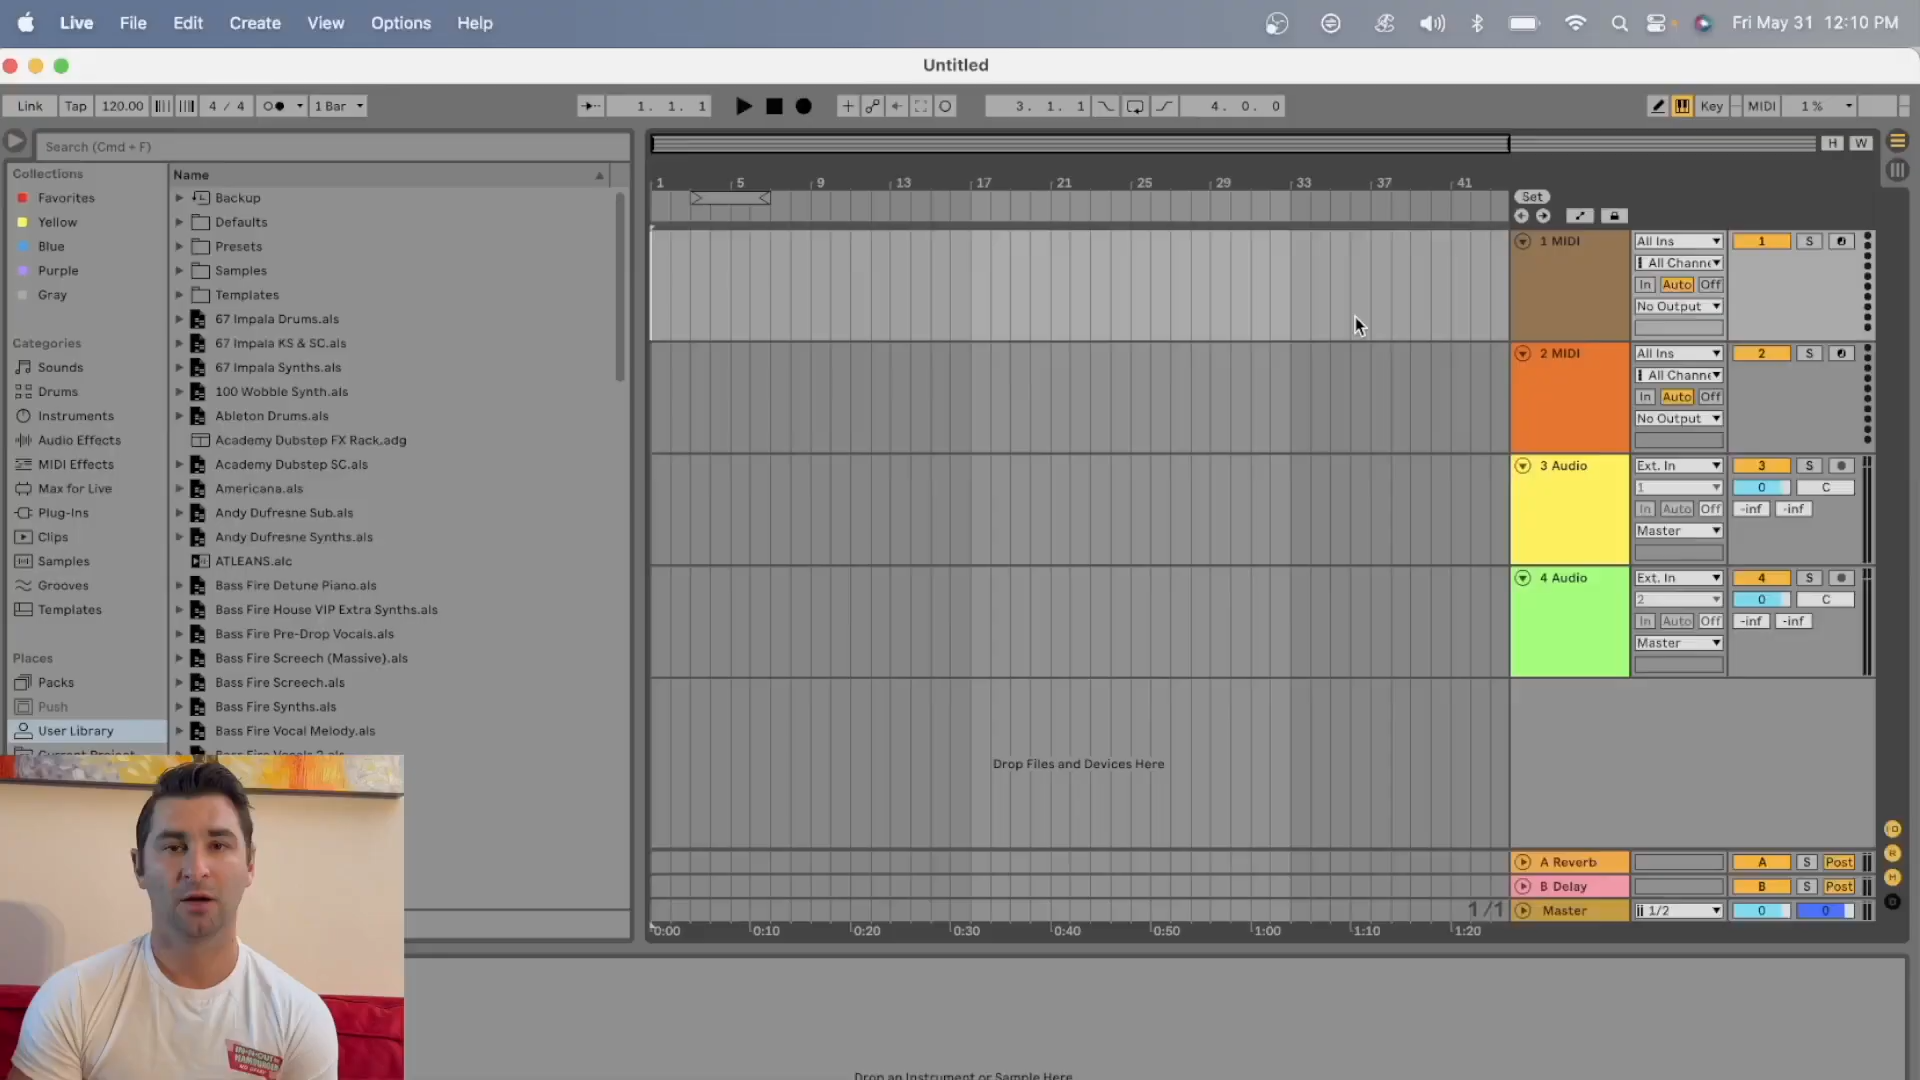 Live File Edit Create View Options Help Fri May 31 12:10 PM
Untitled
Link Tap 120.00 4 / 4 1 Bar 1. 1. 1 3. 1. 1 4. 0. 0 Key MIDI 1 %
Search (Cmd + F)
H W
Collections
Favorites
Yellow
Blue
Purple
Gray
Categories
Sounds
Drums
Instruments
Audio Effects
MIDI Effects
Max for Live
Plug-Ins
Clips
Samples
Grooves
Templates
Places
Packs
Push
User Library
Current Project
Name
Backup
Defaults
Presets
Samples
Templates
67 Impala Drums.als
67 Impala KS & SC.als
67 Impala Synths.als
100 Wobble Synth.als
Ableton Drums.als
Academy Dubstep FX Rack.adg
Academy Dubstep SC.als
Americana.als
Andy Dufresne Sub.als
Andy Dufresne Synths.als
ATLEANS.alc
Bass Fire Detune Piano.als
Bass Fire House VIP Extra Synths.als
Bass Fire Pre-Drop Vocals.als
Bass Fire Screech (Massive).als
Bass Fire Screech.als
Bass Fire Synths.als
Bass Fire Vocal Melody.als
Bass Fire Vocals 2.als
1 5 9 13 17 21 25 29 33 37 41
Set
1 MIDI All Ins 1 S
All Channe
In Auto Off
No Output
2 MIDI All Ins 2 S
All Channe
In Auto Off
No Output
3 Audio Ext. In 3 S
1 0 C
In Auto Off -inf -inf
Master
4 Audio Ext. In 4 S
2 0 C
In Auto Off -inf -inf
Master
Drop Files and Devices Here
A Reverb A S Post
B Delay B S Post
1/1 Master 1/2 0 0
0:00 0:10 0:20 0:30 0:40 0:50 1:00 1:10 1:20
I·O
R
M
D
IN-N-OUT
HAMBURGER
Drop an Instrument or Sample Here